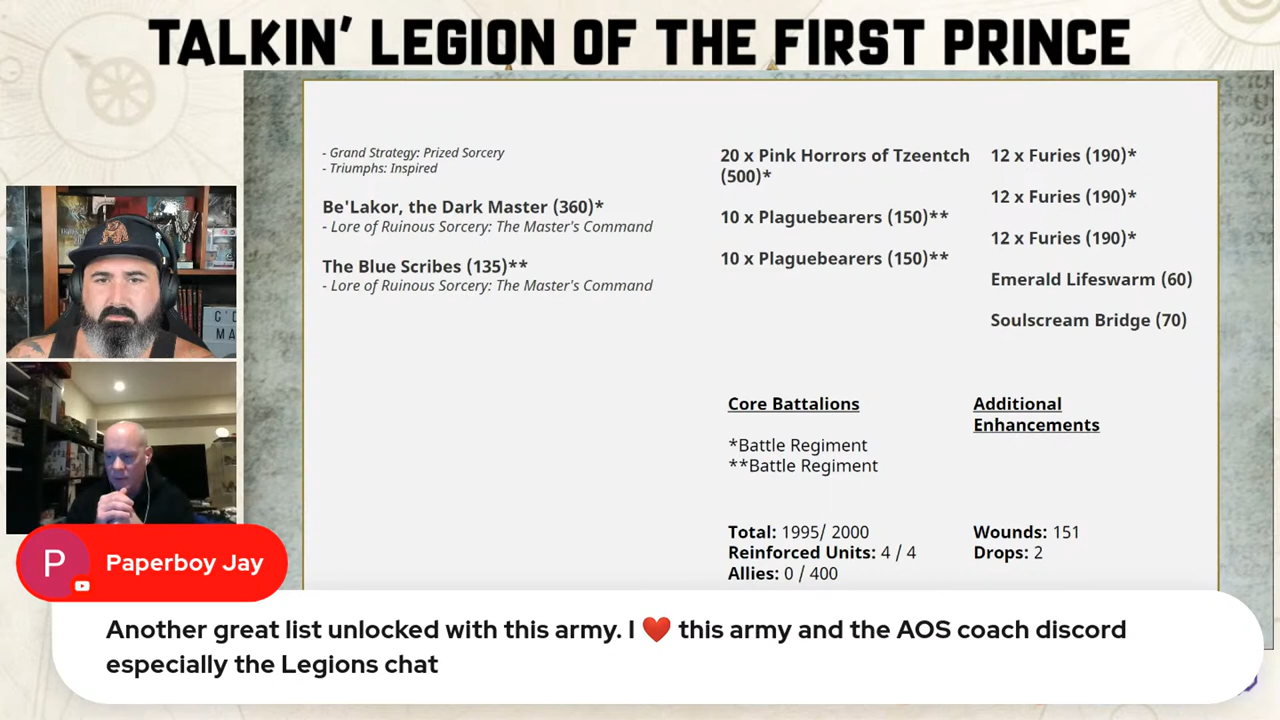 TALKIN' LEGION OF THE FIRST PRINCE
- Grand Strategy: Prized Sorcery
- Triumphs: Inspired
Be'Lakor, the Dark Master (360)*
- Lore of Ruinous Sorcery: The Master's Command
The Blue Scribes (135)**
- Lore of Ruinous Sorcery: The Master's Command
20 x Pink Horrors of Tzeentch
(500)*
10 x Plaguebearers (150)**
10 x Plaguebearers (150)**
12 x Furies (190)*
12 x Furies (190)*
12 x Furies (190)*
Emerald Lifeswarm (60)
Soulscream Bridge (70)
Core Battalions
*Battle Regiment
**Battle Regiment
Additional
Enhancements
Total: 1995/ 2000
Reinforced Units: 4 / 4
Allies: 0 / 400
Wounds: 151
Drops: 2
P
Paperboy Jay
Another great list unlocked with this army. I ❤️ this army and the AOS coach discord
especially the Legions chat